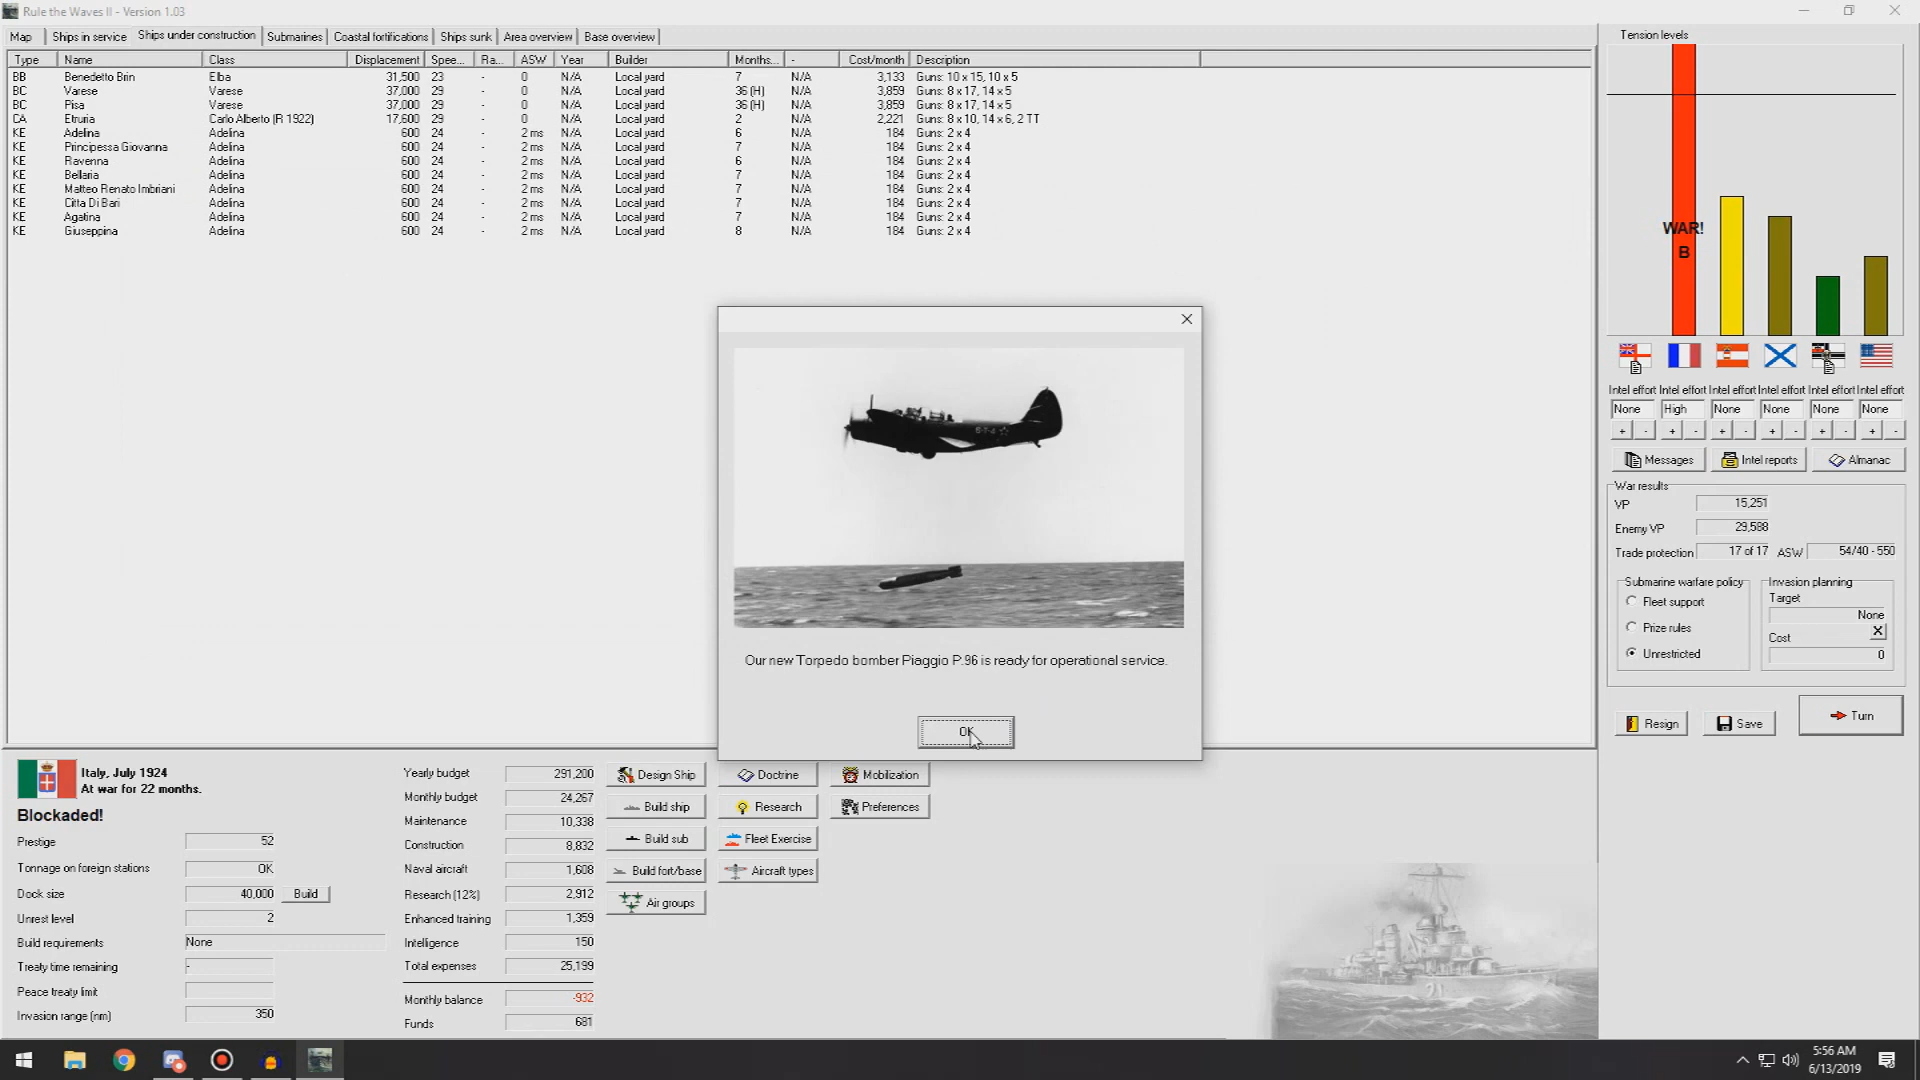 Rule the Waves II - Version 1.03
Map Ships in service Ships under construction Submarines Coastal fortifications Ships sunk Area overview Base overview
Type Name Class Displacement Spee... Ra... ASW Year Builder Months... - Cost/month Description
BB Benedetto Brin Elba 31,500 23 - 0 N/A Local yard 7 N/A 3,133 Guns: 10 x 15, 10 x 5
BC Varese Varese 37,000 29 - 0 N/A Local yard 36 (H) N/A 3,859 Guns: 8 x 17, 14 x 5
BC Pisa Varese 37,000 29 - 0 N/A Local yard 36 (H) N/A 3,859 Guns: 8 x 17, 14 x 5
CA Etruria Carlo Alberto (R 1922) 17,600 29 - 0 N/A Local yard 2 N/A 2,221 Guns: 8 x 10, 14 x 6, 2 TT
KE Adelina Adelina 600 24 - 2 ms N/A Local yard 6 N/A 184 Guns: 2 x 4
KE Principessa Giovanna Adelina 600 24 - 2 ms N/A Local yard 7 N/A 184 Guns: 2 x 4
KE Ravenna Adelina 600 24 - 2 ms N/A Local yard 6 N/A 184 Guns: 2 x 4
KE Bellaria Adelina 600 24 - 2 ms N/A Local yard 7 N/A 184 Guns: 2 x 4
KE Matteo Renato Imbriani Adelina 600 24 - 2 ms N/A Local yard 7 N/A 184 Guns: 2 x 4
KE Citta Di Bari Adelina 600 24 - 2 ms N/A Local yard 7 N/A 184 Guns: 2 x 4
KE Agatina Adelina 600 24 - 2 ms N/A Local yard 7 N/A 184 Guns: 2 x 4
KE Giuseppina Adelina 600 24 - 2 ms N/A Local yard 8 N/A 184 Guns: 2 x 4
Our new Torpedo bomber Piaggio P.96 is ready for operational service.
OK
Tension levels
WAR!
B
Intel effort Intel effort Intel effort Intel effort Intel effort Intel effort
None High None None None None
+ - + - + - + - + - + -
Messages Intel reports Almanac
War results
VP 15,251
Enemy VP 29,588
Trade protection 17 of 17 ASW 54/40 - 550
Submarine warfare policy
Fleet support
Prize rules
Unrestricted
Invasion planning
Target
None
Cost X
0
Resign Save Turn
Italy, July 1924
At war for 22 months.
Blockaded!
Prestige 52
Tonnage on foreign stations OK
Dock size 40,000 Build
Unrest level 2
Build requirements None
Treaty time remaining -
Peace treaty limit
Invasion range (nm) 350
Yearly budget 291,200
Monthly budget 24,267
Maintenance 10,338
Construction 8,832
Naval aircraft 1,608
Research (12%) 2,912
Enhanced training 1,359
Intelligence 150
Total expenses 25,199
Monthly balance -932
Funds 681
Design Ship Doctrine Mobilization
Build ship Research Preferences
Build sub Fleet Exercise
Build fort/base Aircraft types
Air groups
5:56 AM
6/13/2019